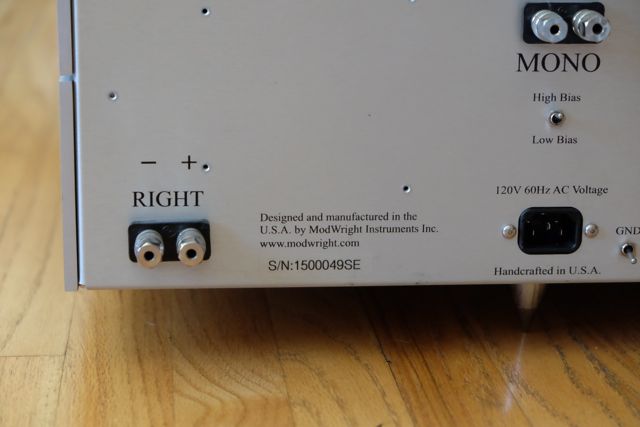 MONO
High Bias
Low Bias
− +
RIGHT
Designed and manufactured in the
U.S.A. by ModWright Instruments Inc.
www.modwright.com
S/N:1500049SE
120V 60Hz AC Voltage
GND
Handcrafted in U.S.A.